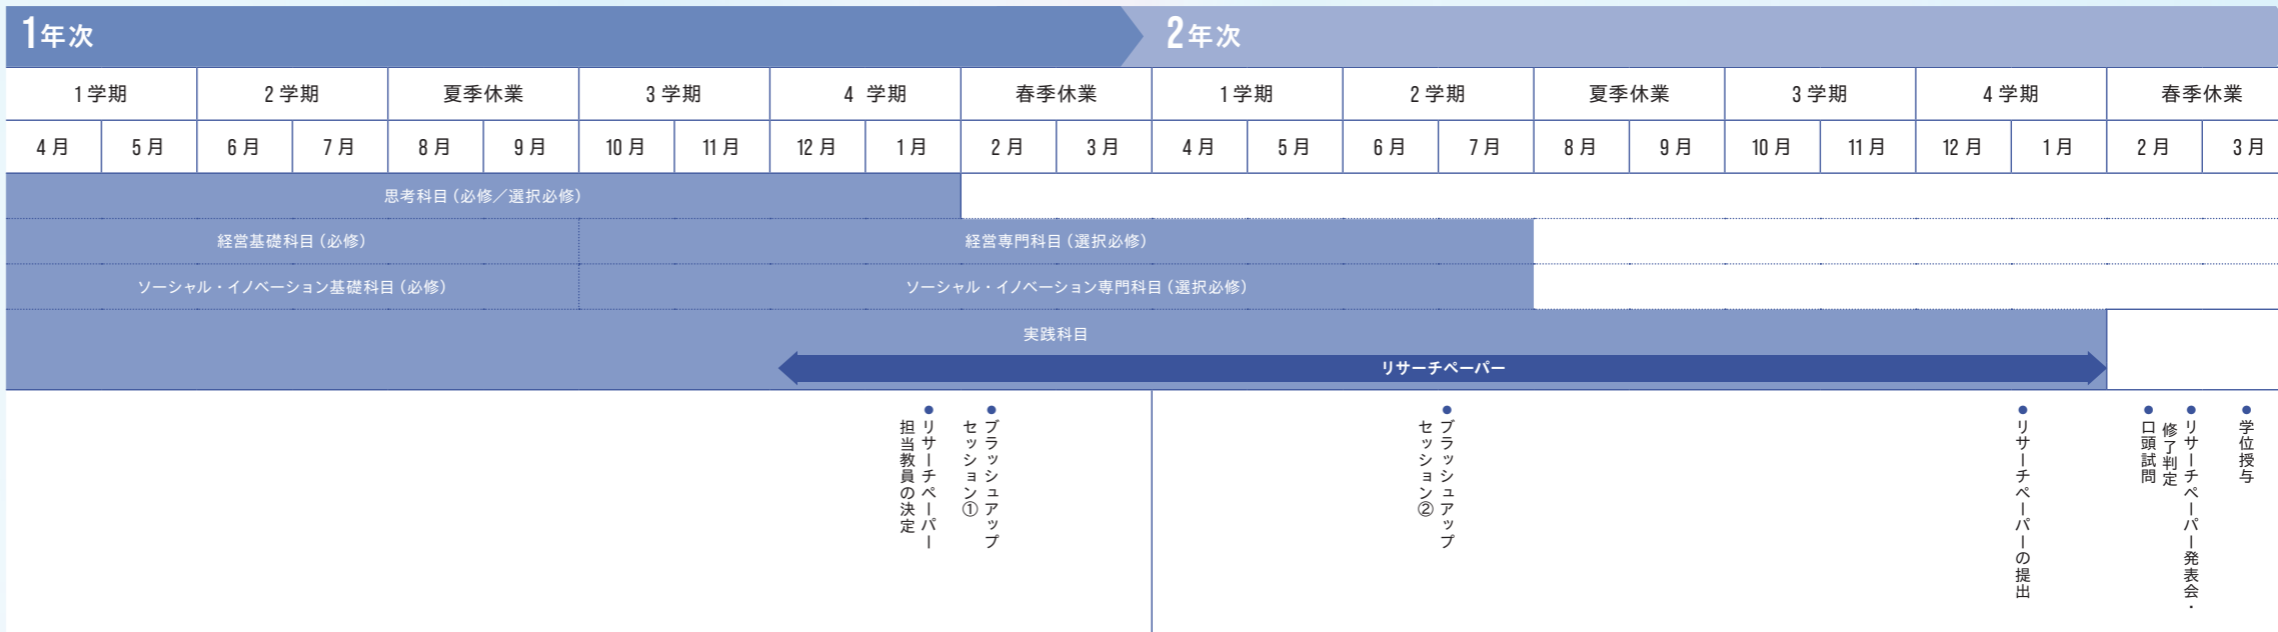 1年次
2年次
1学期 2学期 夏季休業 3学期 4 学期 春季休業 1学期 2学期 夏季休業 3学期 4学期 春季休業
4月 5月 6月 7月 8月 9月 10月 11月 12月 1月 2月 3月 4月 5月 6月 7月 8月 9月 10月 11月 12月 1月 2月 3月
思考科目（必修／選択必修）
経営基礎科目（必修） 経営専門科目（選択必修）
ソーシャル・イノベーション基礎科目（必修） ソーシャル・イノベーション専門科目（選択必修）
実践科目
リサーチペーパー
●リサーチペーパー
担当教員の決定
●ブラッシュアップ
セッション①
●ブラッシュアップ
セッション②
●リサーチペーパーの提出
●口頭試問
●リサーチペーパー発表会・
修了判定
●学位授与